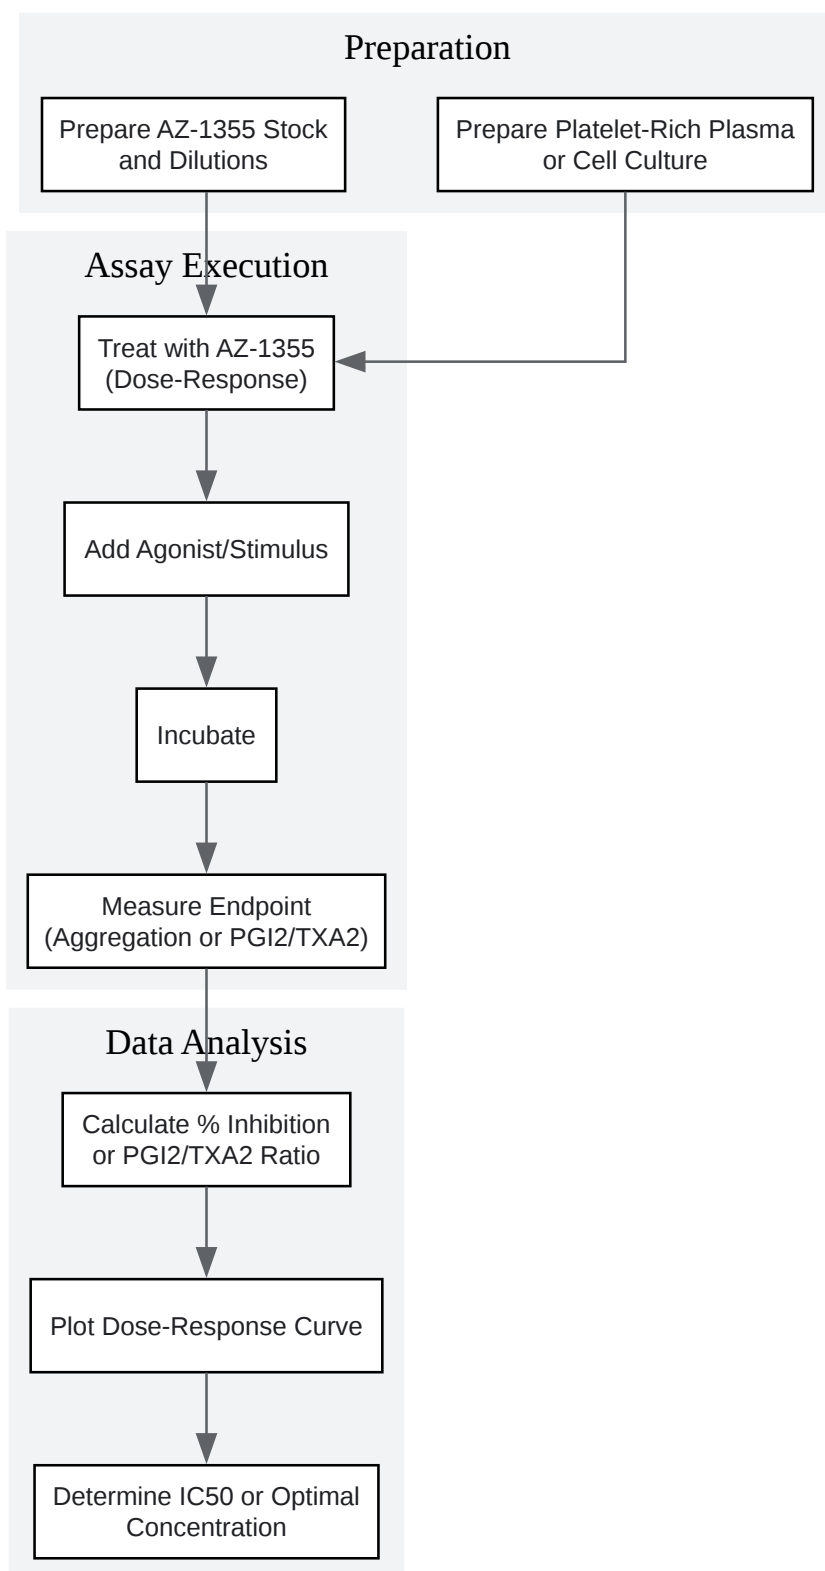 Preparation
Prepare AZ-1355 Stock
and Dilutions
Prepare Platelet-Rich Plasma
or Cell Culture
Assay Execution
Treat with AZ-1355
(Dose-Response)
Add Agonist/Stimulus
Incubate
Measure Endpoint
(Aggregation or PGI2/TXA2)
Data Analysis
Calculate % Inhibition
or PGI2/TXA2 Ratio
Plot Dose-Response Curve
Determine IC50 or Optimal
Concentration